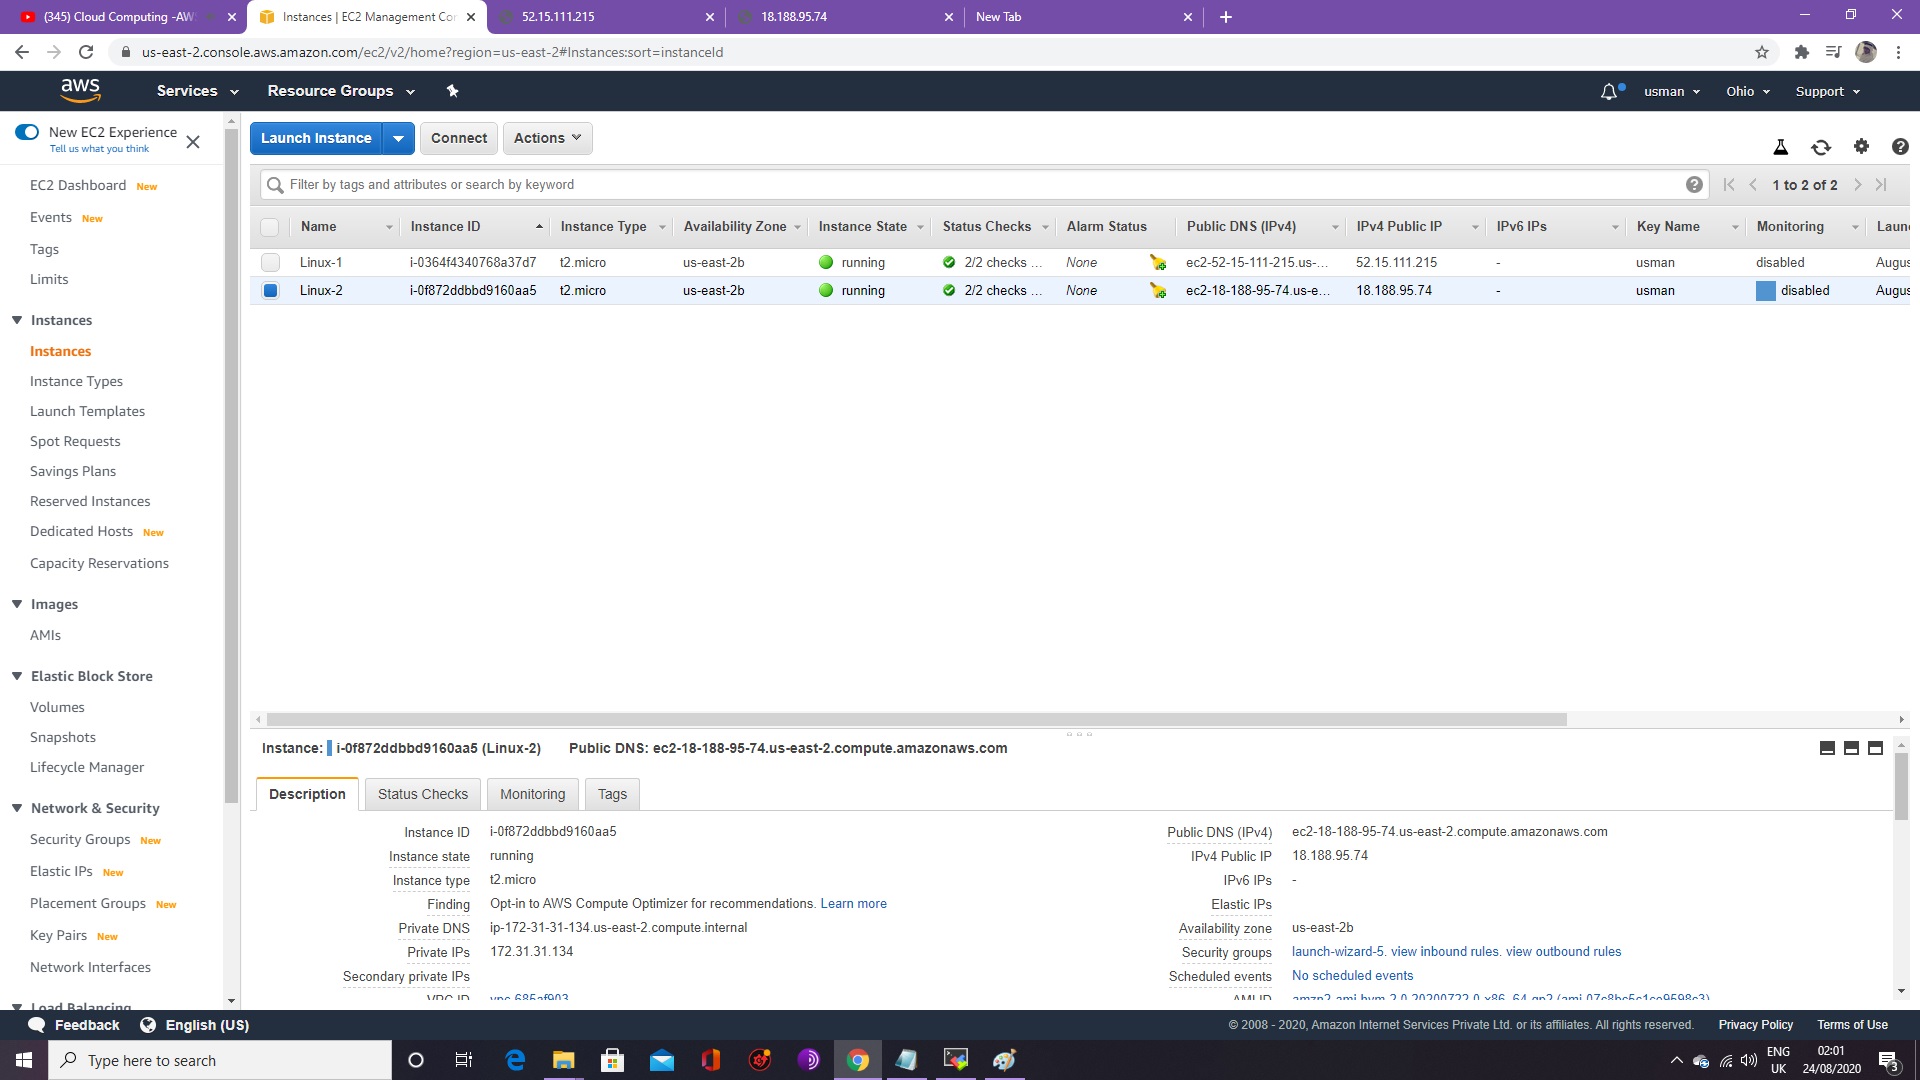 (345) Cloud Computing -AW
Instances | EC2 Management Cor
52.15.111.215
18.188.95.74
New Tab
us-east-2.console.aws.amazon.com/ec2/v2/home?region=us-east-2#Instances:sort=instanceId
aws
Services
Resource Groups
usman
Ohio
Support
New EC2 Experience
Tell us what you think
Launch Instance
Connect
Actions
Filter by tags and attributes or search by keyword
1 to 2 of 2
EC2 Dashboard New
Events New
Tags
Limits
Instances
Instances
Instance Types
Launch Templates
Spot Requests
Savings Plans
Reserved Instances
Dedicated Hosts New
Capacity Reservations
Images
AMIs
Elastic Block Store
Volumes
Snapshots
Lifecycle Manager
Network & Security
Security Groups New
Elastic IPs New
Placement Groups New
Key Pairs New
Network Interfaces
Load Balancing
Name Instance ID Instance Type Availability Zone Instance State Status Checks Alarm Status Public DNS (IPv4) IPv4 Public IP IPv6 IPs Key Name Monitoring Laun
Linux-1 i-0364f4340768a37d7 t2.micro us-east-2b running 2/2 checks ... None ec2-52-15-111-215.us-... 52.15.111.215 - usman disabled Augus
Linux-2 i-0f872ddbbd9160aa5 t2.micro us-east-2b running 2/2 checks ... None ec2-18-188-95-74.us-e... 18.188.95.74 - usman disabled Augus
Instance: i-0f872ddbbd9160aa5 (Linux-2) Public DNS: ec2-18-188-95-74.us-east-2.compute.amazonaws.com
Description Status Checks Monitoring Tags
Instance ID i-0f872ddbbd9160aa5
Instance state running
Instance type t2.micro
Finding Opt-in to AWS Compute Optimizer for recommendations. Learn more
Private DNS ip-172-31-31-134.us-east-2.compute.internal
Private IPs 172.31.31.134
Secondary private IPs
VPC ID vpc-685af903
Public DNS (IPv4) ec2-18-188-95-74.us-east-2.compute.amazonaws.com
IPv4 Public IP 18.188.95.74
IPv6 IPs -
Elastic IPs
Availability zone us-east-2b
Security groups launch-wizard-5. view inbound rules. view outbound rules
Scheduled events No scheduled events
AMI ID amzn2-ami-hvm-2.0.20200722.0-x86_64-gp2 (ami-07c8bc5c1ce9598c3)
Feedback
English (US)
© 2008 - 2020, Amazon Internet Services Private Ltd. or its affiliates. All rights reserved.
Privacy Policy
Terms of Use
Type here to search
ENG
UK
02:01
24/08/2020
3